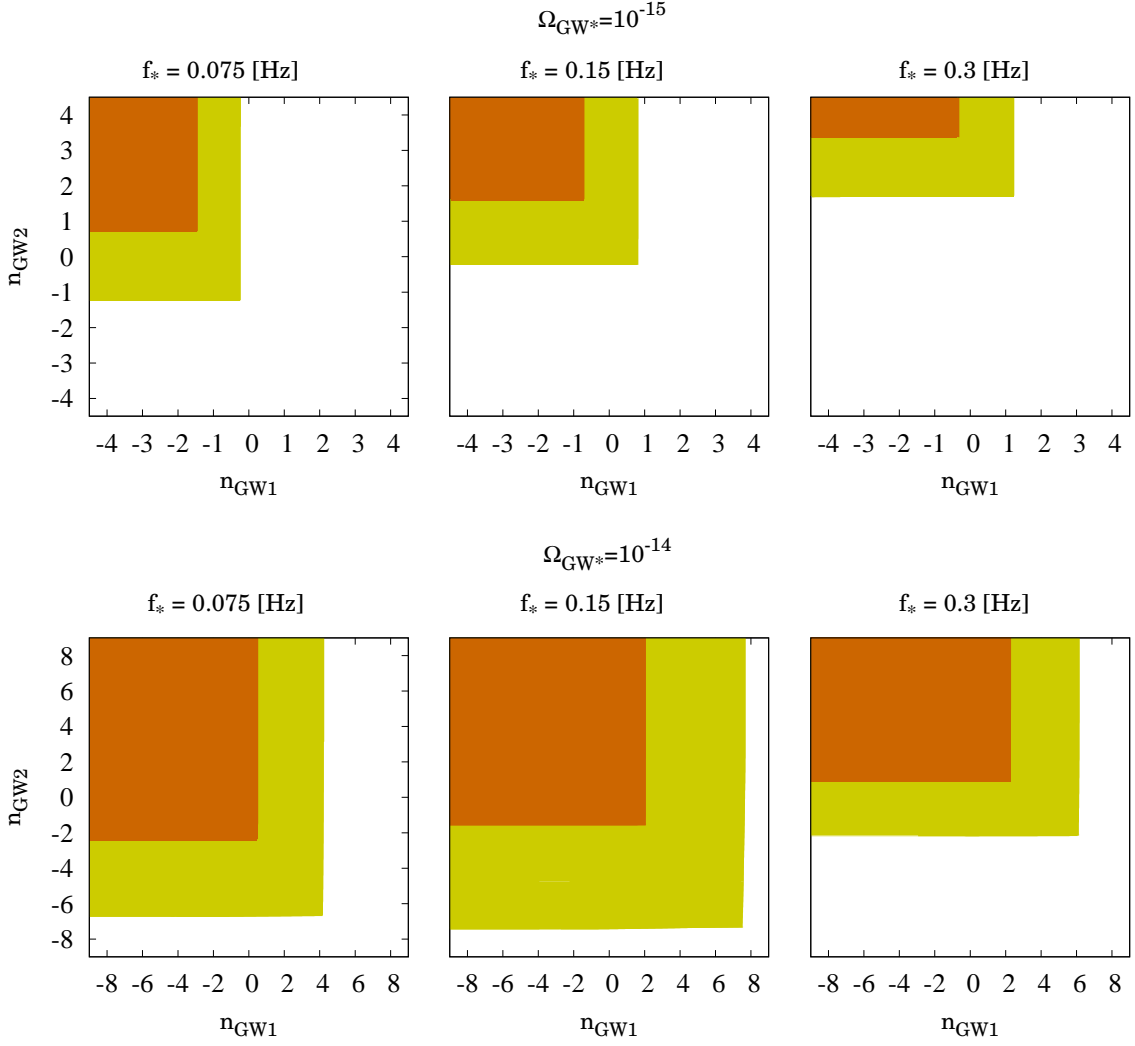 Ω_GW*=10^-15
f_* = 0.075 [Hz]
f_* = 0.15 [Hz]
f_* = 0.3 [Hz]
n_GW2
4
3
2
1
0
-1
-2
-3
-4
-4 -3 -2 -1 0 1 2 3 4
-4 -3 -2 -1 0 1 2 3 4
-4 -3 -2 -1 0 1 2 3 4
n_GW1
n_GW1
n_GW1
Ω_GW*=10^-14
f_* = 0.075 [Hz]
f_* = 0.15 [Hz]
f_* = 0.3 [Hz]
n_GW2
8
6
4
2
0
-2
-4
-6
-8
-8 -6 -4 -2 0 2 4 6 8
-8 -6 -4 -2 0 2 4 6 8
-8 -6 -4 -2 0 2 4 6 8
n_GW1
n_GW1
n_GW1